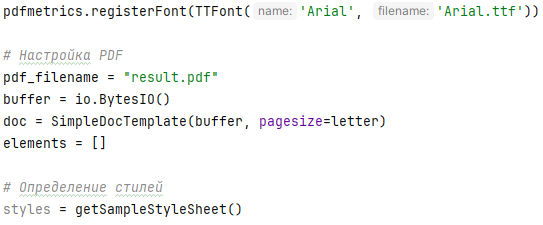 pdfmetrics.registerFont(TTFont( name: 'Arial', filename: 'Arial.ttf'))
# Настройка PDF
pdf_filename = "result.pdf"
buffer = io.BytesIO()
doc = SimpleDocTemplate(buffer, pagesize=letter)
elements = []
# Определение стилей
styles = getSampleStyleSheet()